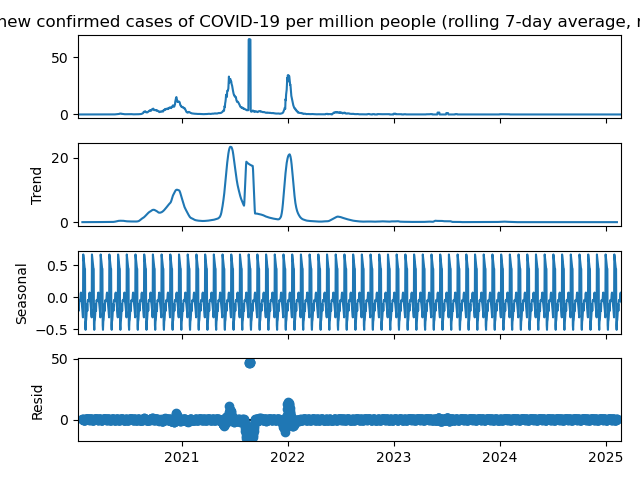 new confirmed cases of COVID-19 per million people (rolling 7-day average,
50
0
Trend
20
0
Seasonal
0.5
0.0
−0.5
Resid
50
0
2021 2022 2023 2024 2025